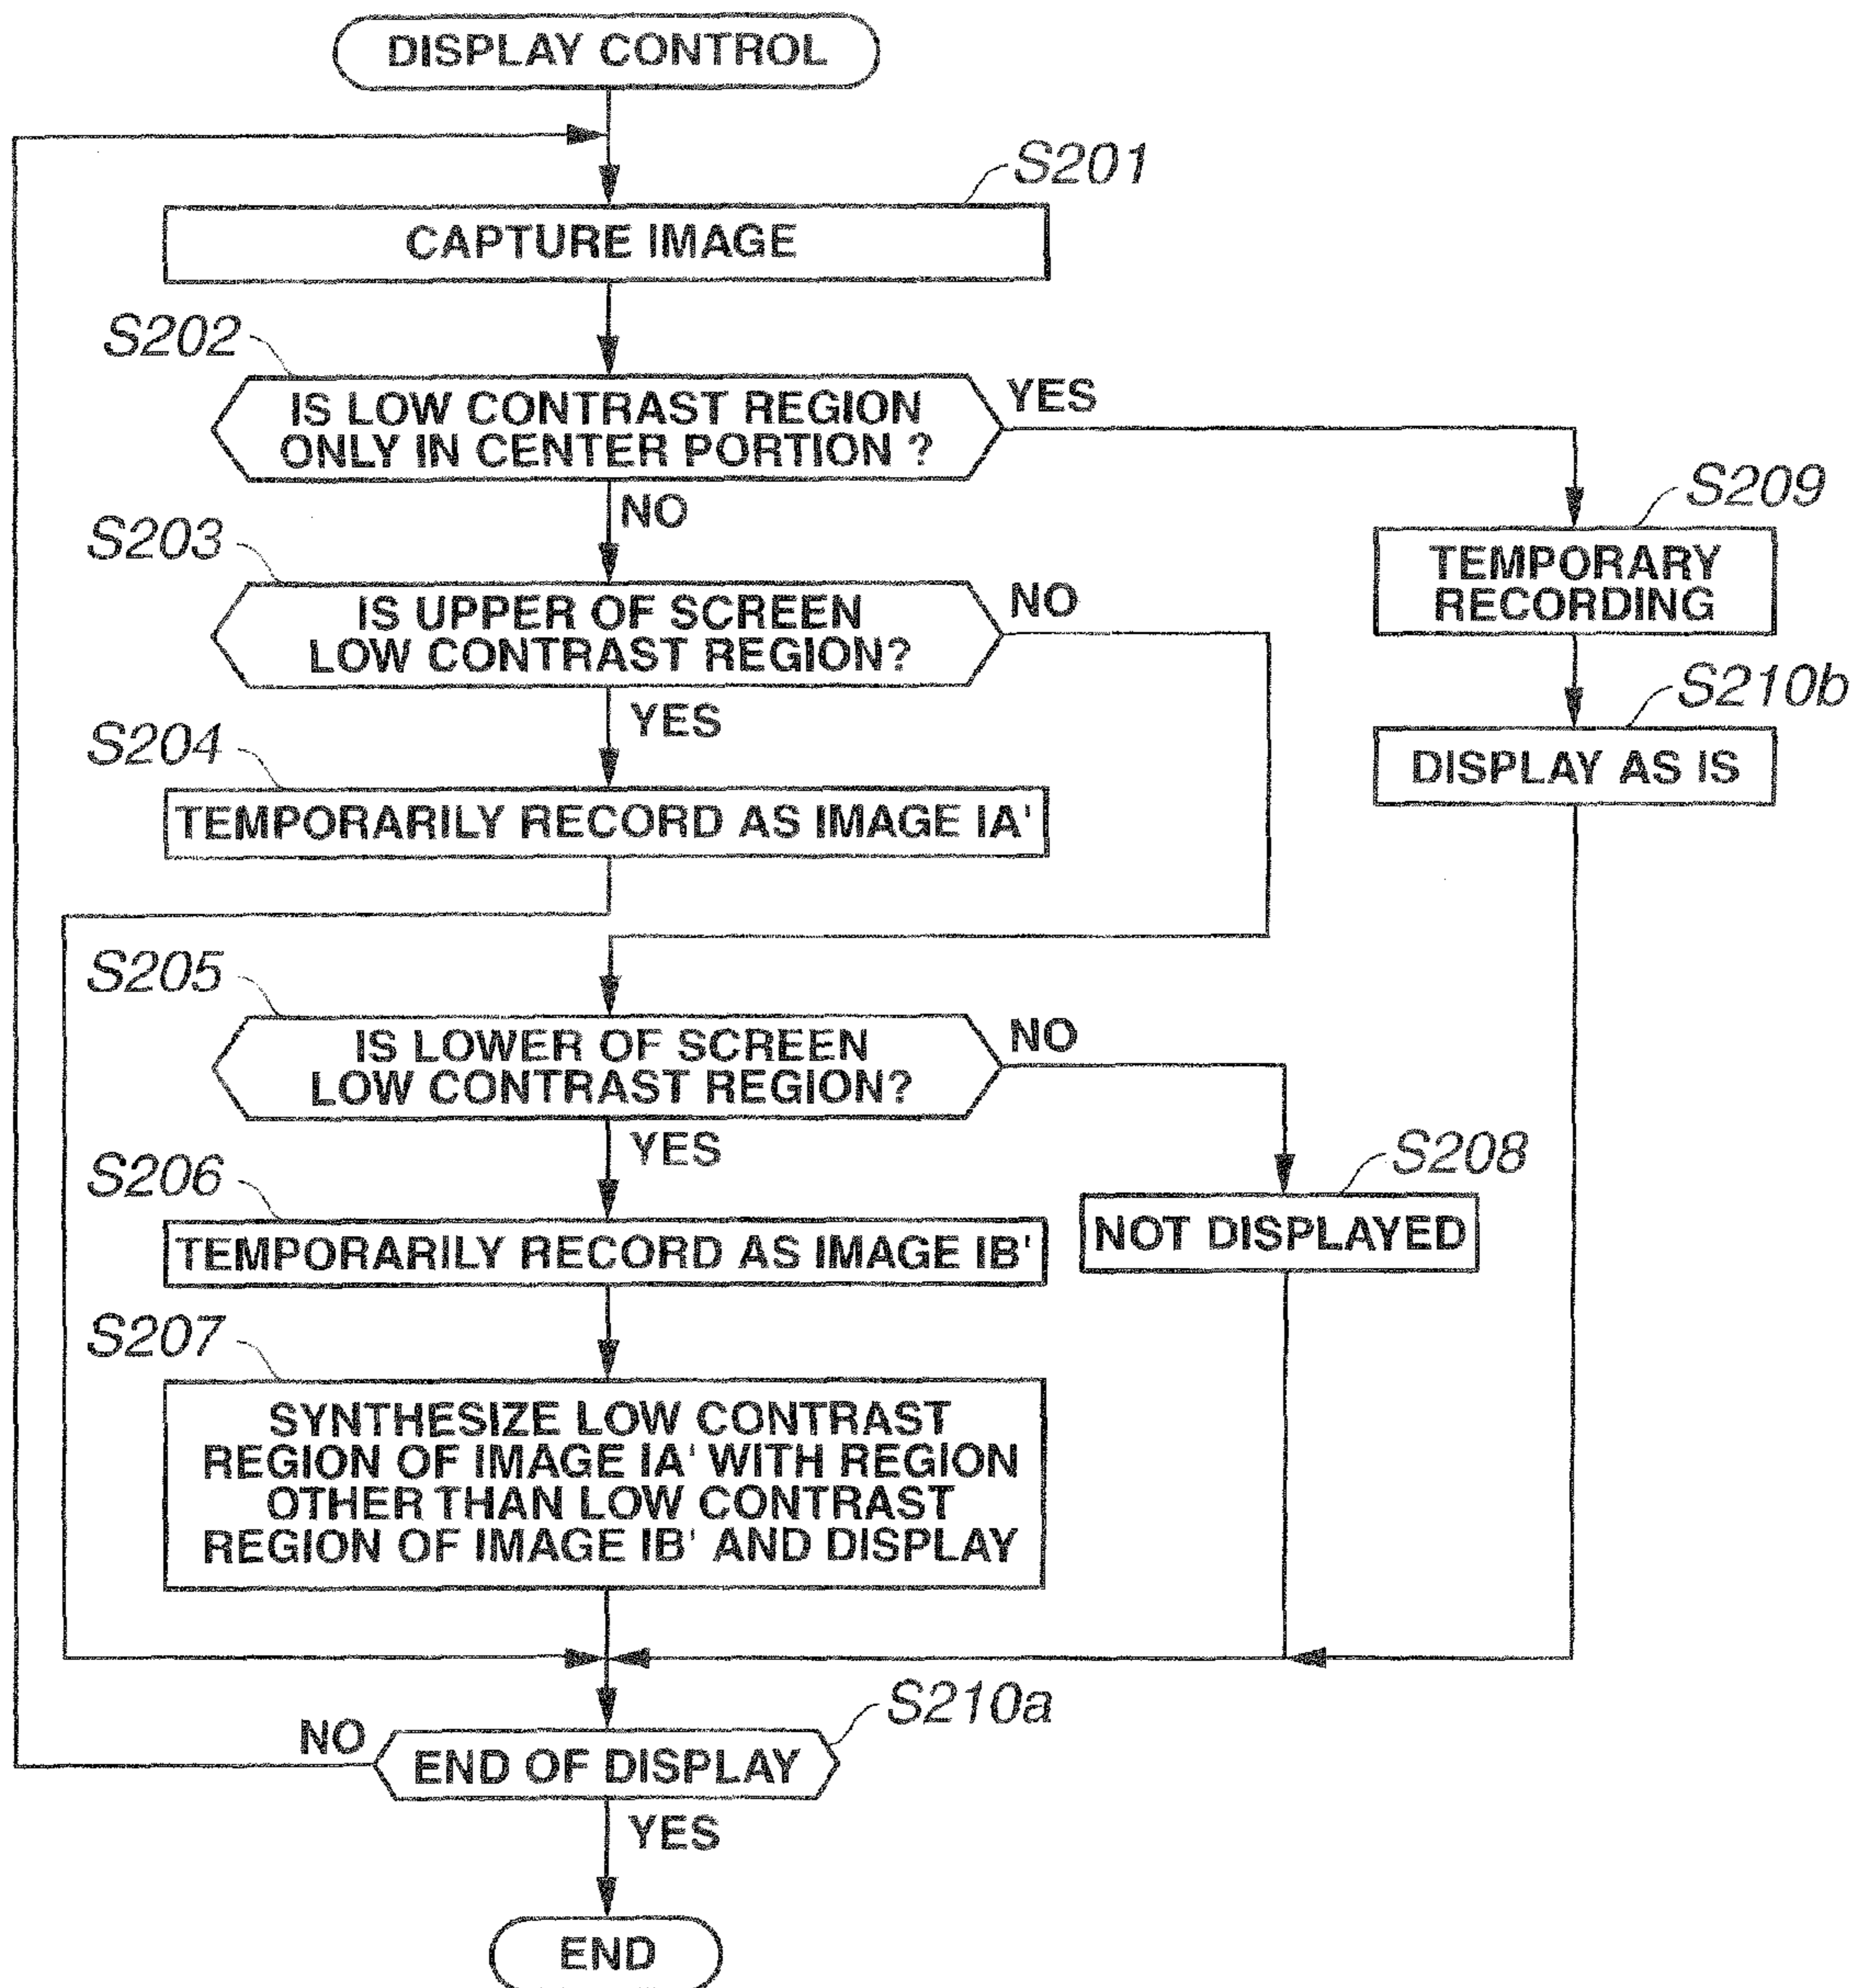 DISPLAY CONTROL
S201
CAPTURE IMAGE
S202
IS LOW CONTRAST REGION
ONLY IN CENTER PORTION ?
YES
NO
S209
TEMPORARY
RECORDING
S203
IS UPPER OF SCREEN
LOW CONTRAST REGION?
NO
YES
S210b
DISPLAY AS IS
S204
TEMPORARILY RECORD AS IMAGE IA'
S205
IS LOWER OF SCREEN
LOW CONTRAST REGION?
NO
YES
S208
NOT DISPLAYED
S206
TEMPORARILY RECORD AS IMAGE IB'
S207
SYNTHESIZE LOW CONTRAST
REGION OF IMAGE IA' WITH REGION
OTHER THAN LOW CONTRAST
REGION OF IMAGE IB' AND DISPLAY
S210a
NO
END OF DISPLAY
YES
END